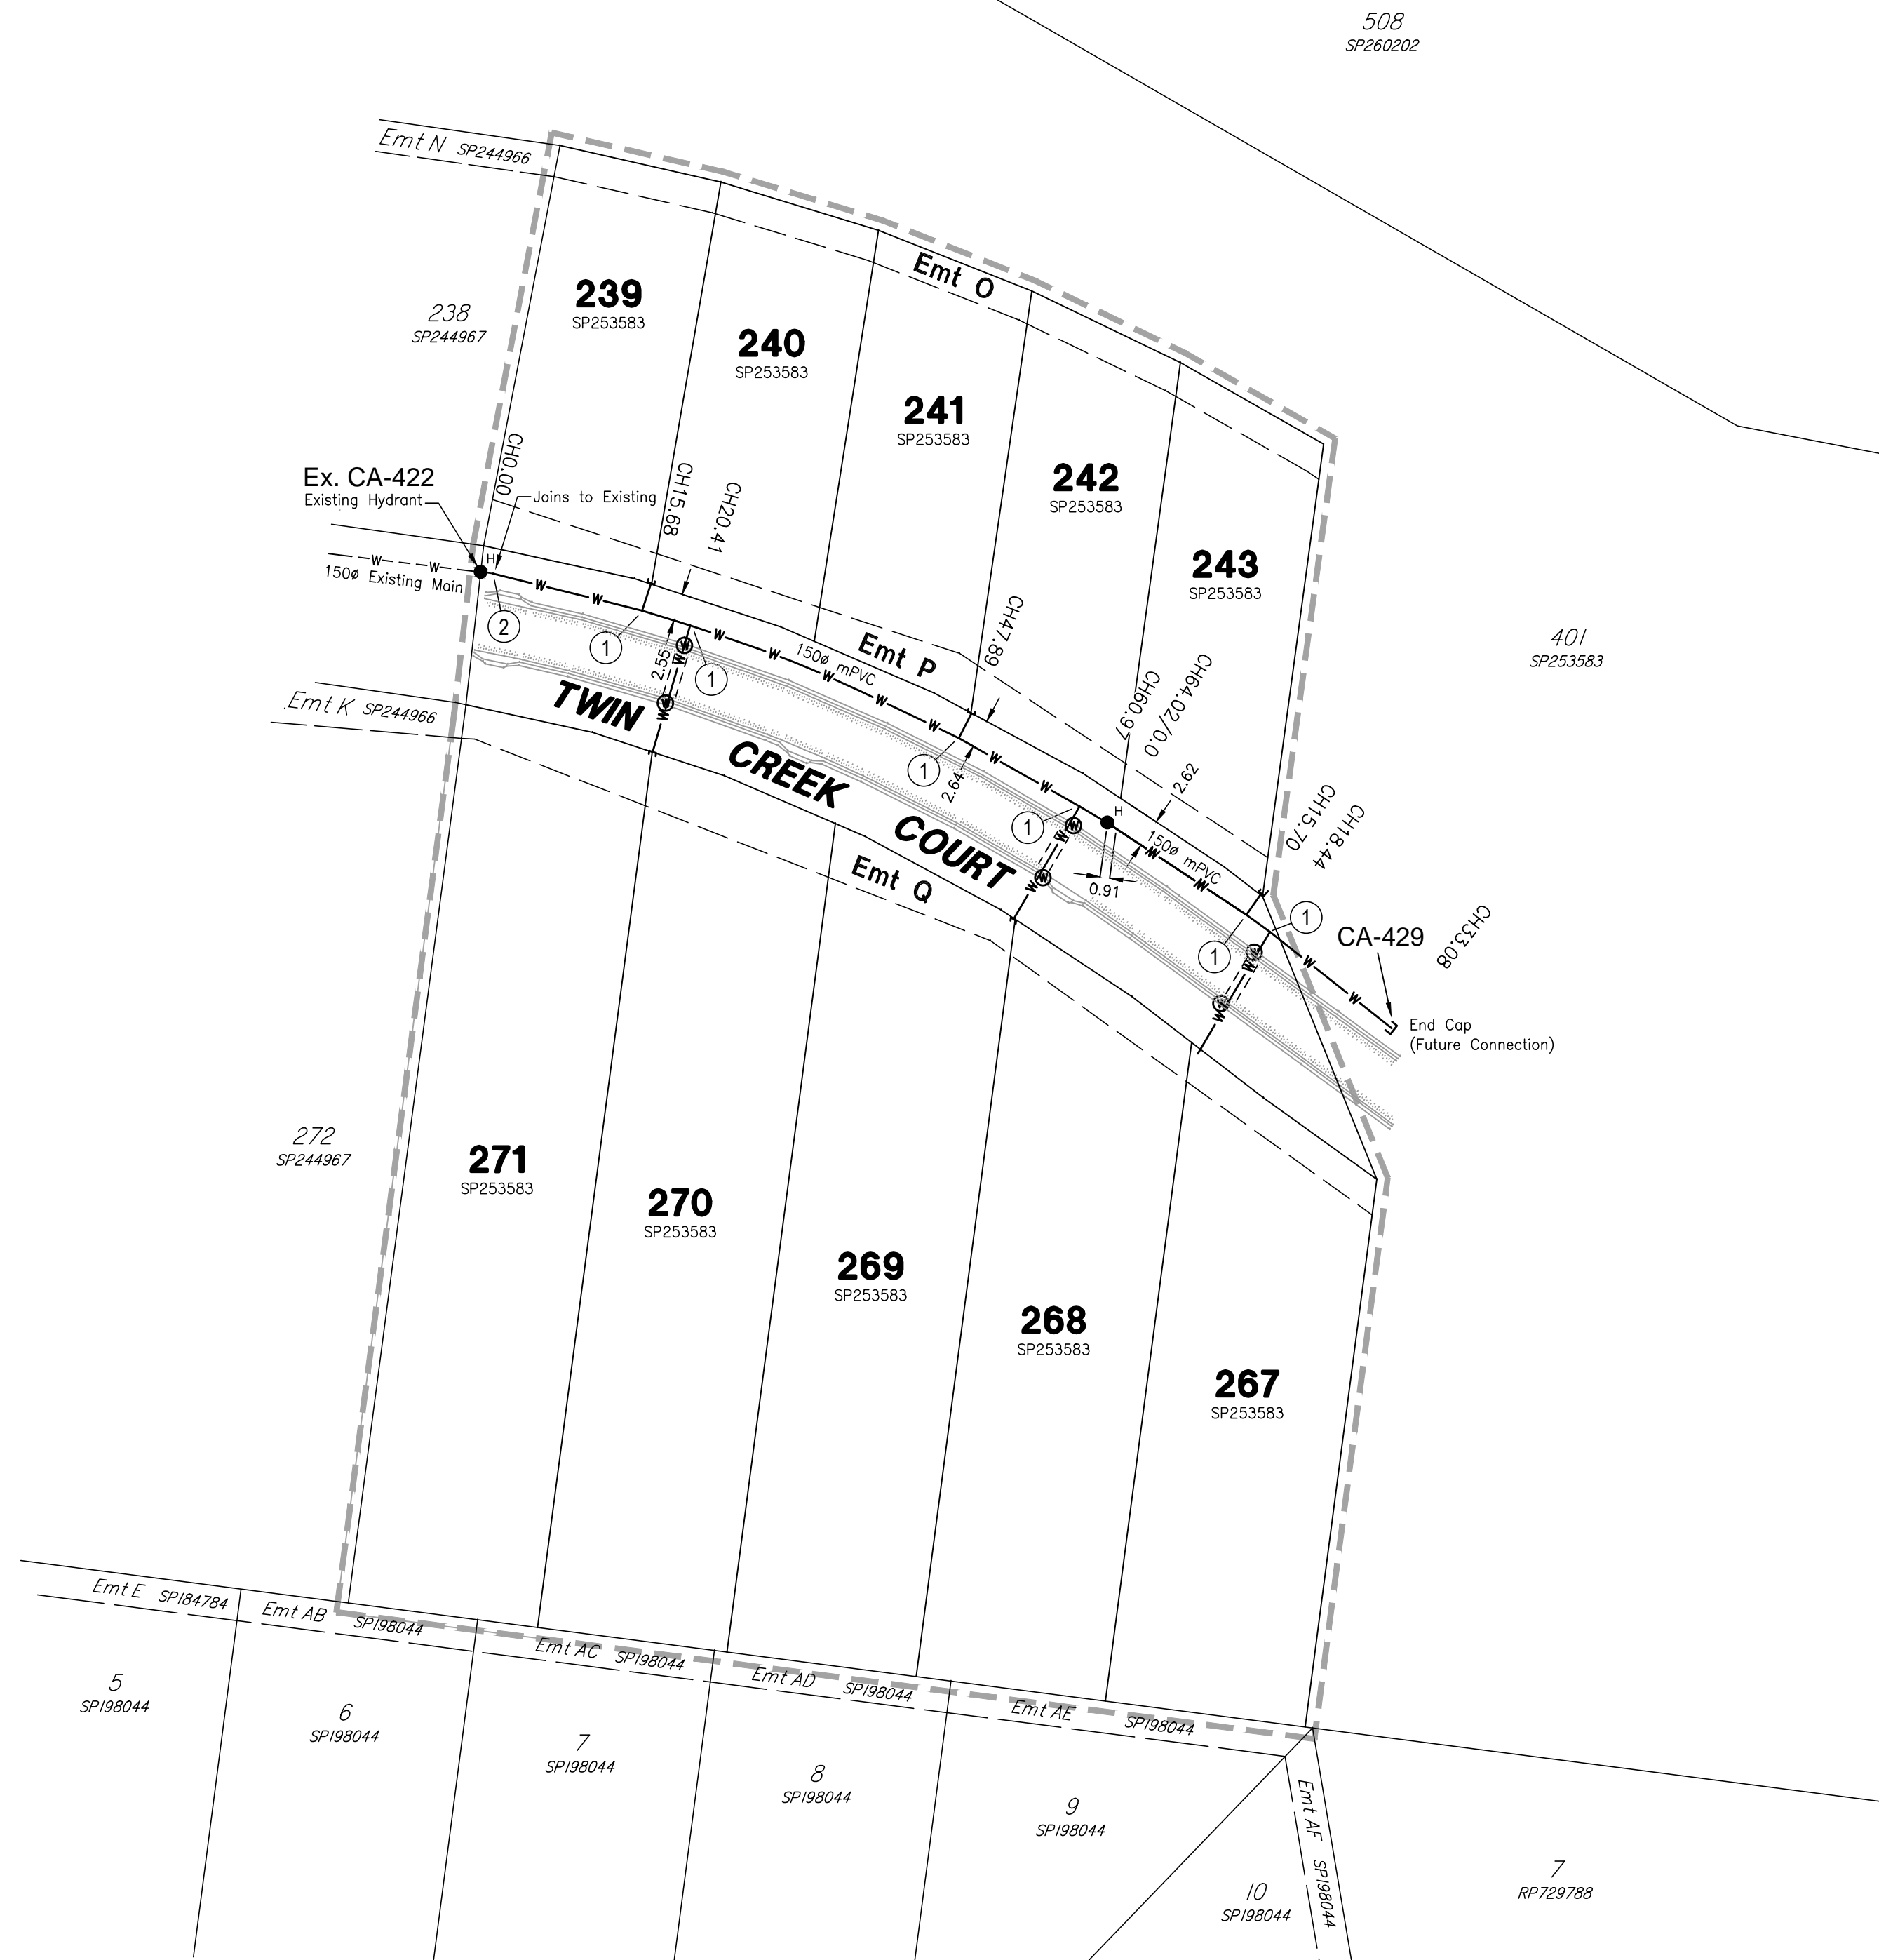 508
SP260202
Emt N SP244966
Emt O
239
SP253583
238
SP244967
240
SP253583
241
SP253583
242
SP253583
243
SP253583
CH0.00
CH15.68
CH20.41
Ex. CA-422
Existing Hydrant
Joins to Existing
H
W W
150ø Existing Main
W W W W W W W W W W W W W W
2
1
1
2.55
W
W
W
W
Emt P
150ø mPVC
CH47.89
CH60.97
CH64.02/0.0
401
SP253583
Emt K SP244966
TWIN
CREEK
COURT
1
2.64
1
H
2.62
150ø mPVC
0.91
W
W
W
W
CH15.70
CH18.44
CH33.08
Emt Q
1
1
W
W
W
W
CA-429
End Cap
(Future Connection)
272
SP244967
271
SP253583
270
SP253583
269
SP253583
268
SP253583
267
SP253583
Emt E SP184784
Emt AB SP198044
Emt AC SP198044
Emt AD SP198044
Emt AE SP198044
5
SP198044
6
SP198044
7
SP198044
8
SP198044
9
SP198044
10
SP198044
Emt AF SP198044
7
RP729788